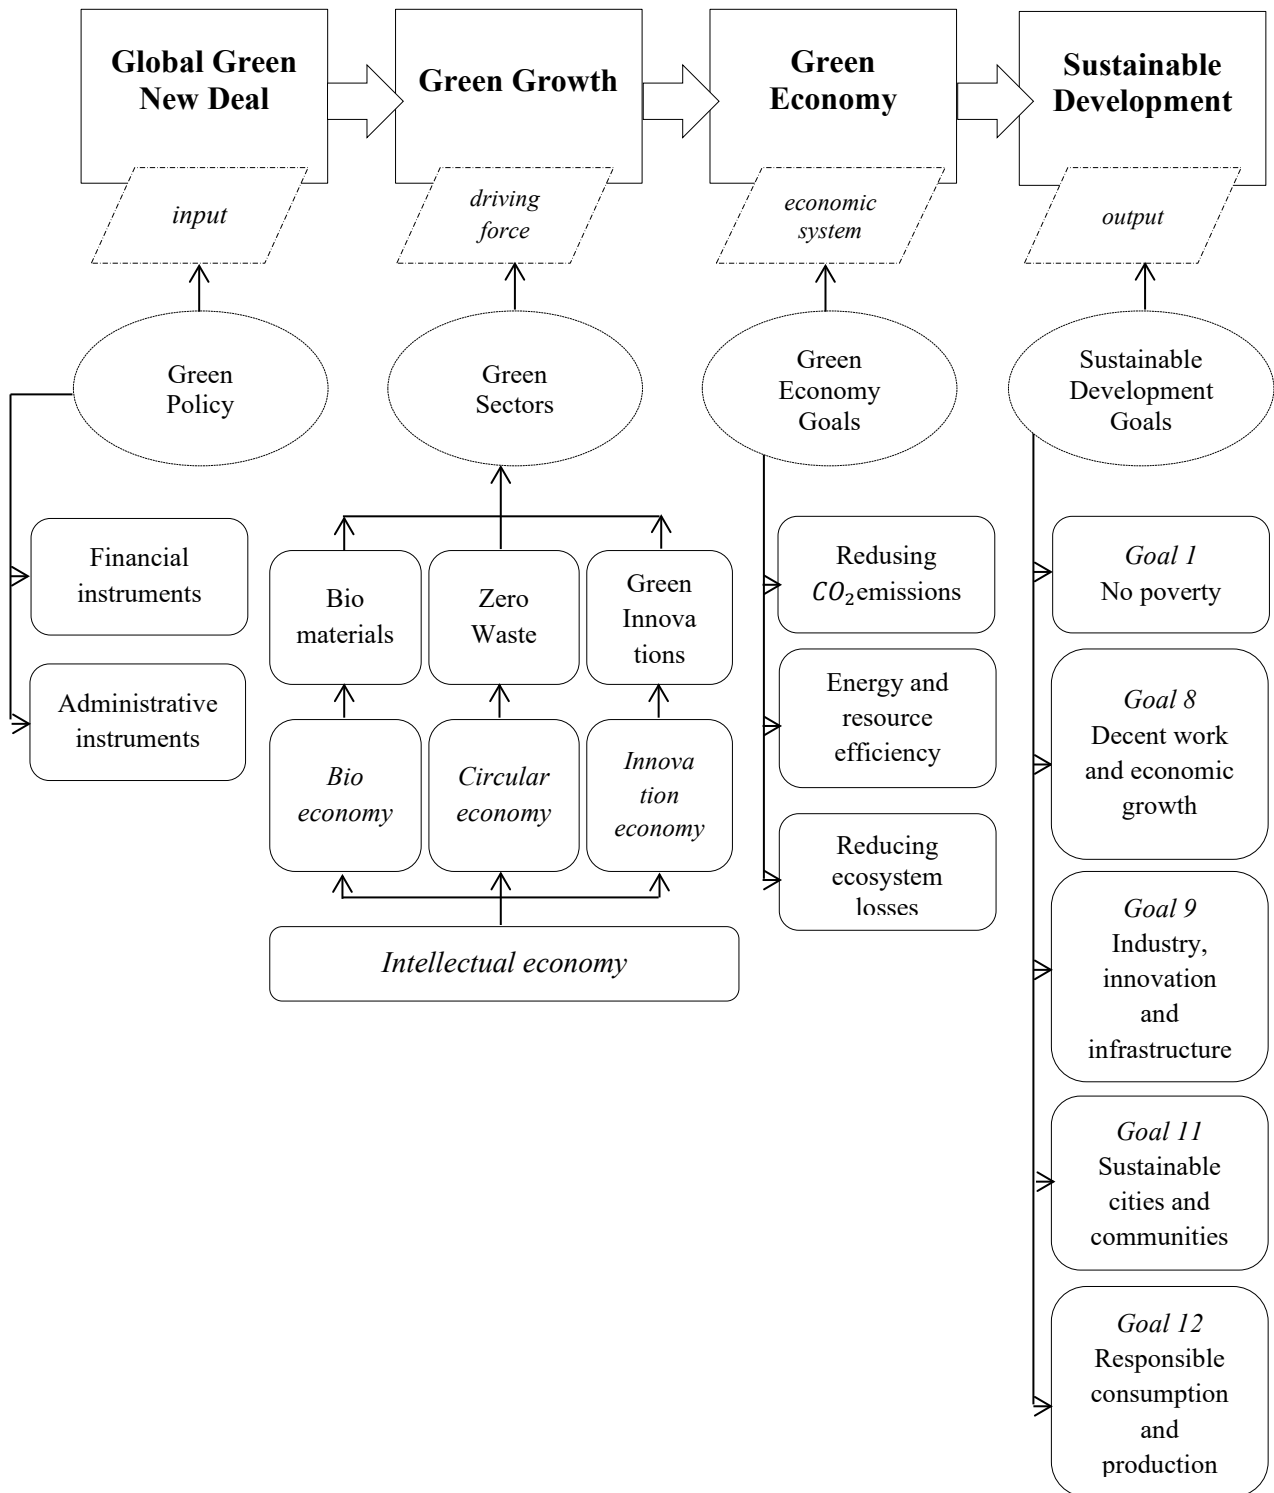 Global Green
New Deal
Green Growth
Green
Economy
Sustainable
Development
input
driving
force
economic
system
output
Green
Policy
Green
Sectors
Green
Economy
Goals
Sustainable
Development
Goals
Financial
instruments
Administrative
instruments
Bio
materials
Zero
Waste
Green
Innova
tions
Bio
economy
Circular
economy
Innova
tion
economy
Intellectual economy
Redusing
CO₂emissions
Energy and
resource
efficiency
Reducing
ecosystem
losses
Goal 1
No poverty
Goal 8
Decent work
and economic
growth
Goal 9
Industry,
innovation
and
infrastructure
Goal 11
Sustainable
cities and
communities
Goal 12
Responsible
consumption
and
production